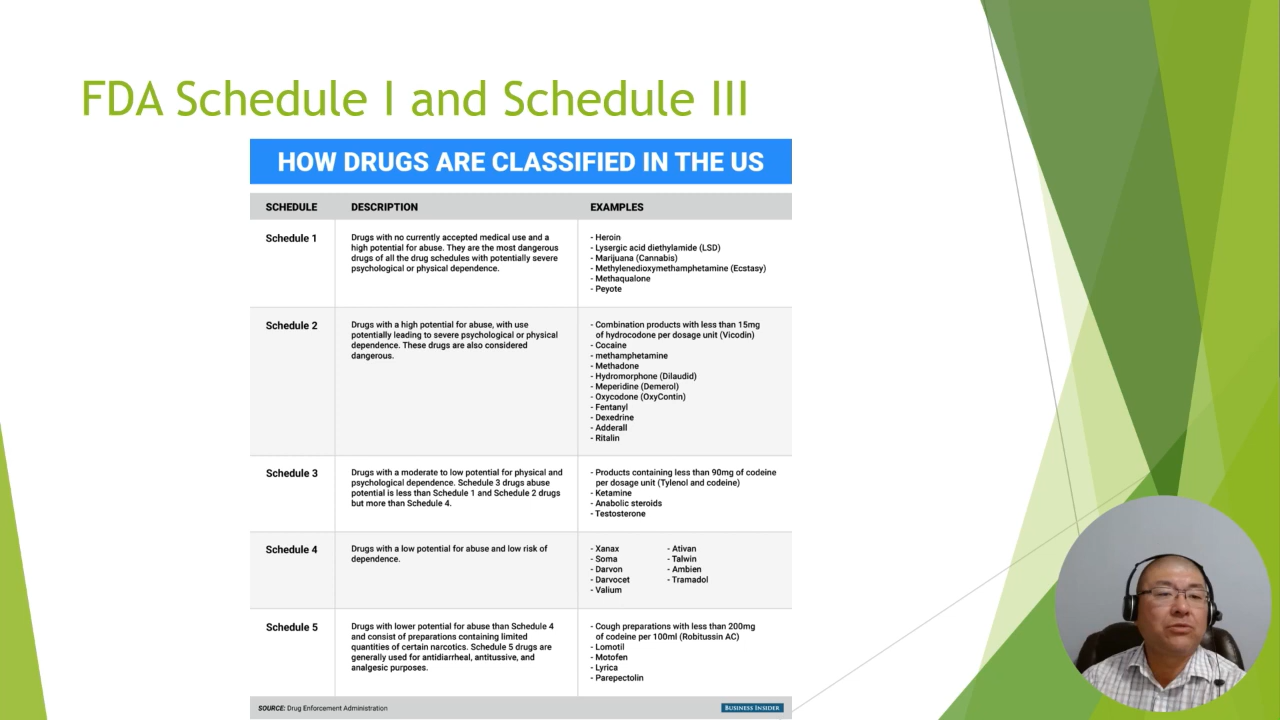 FDA Schedule I and Schedule III
HOW DRUGS ARE CLASSIFIED IN THE US
SCHEDULE DESCRIPTION EXAMPLES
Schedule 1
Drugs with no currently accepted medical use and a
high potential for abuse. They are the most dangerous
drugs of all the drug schedules with potentially severe
psychological or physical dependence.
- Heroin
- Lysergic acid diethylamide (LSD)
- Marijuana (Cannabis)
- Methylenedioxymethamphetamine (Ecstasy)
- Methaqualone
- Peyote
Schedule 2
Drugs with a high potential for abuse, with use
potentially leading to severe psychological or physical
dependence. These drugs are also considered
dangerous.
- Combination products with less than 15mg
of hydrocodone per dosage unit (Vicodin)
- Cocaine
- methamphetamine
- Methadone
- Hydromorphone (Dilaudid)
- Meperidine (Demerol)
- Oxycodone (OxyContin)
- Fentanyl
- Dexedrine
- Adderall
- Ritalin
Schedule 3
Drugs with a moderate to low potential for physical and
psychological dependence. Schedule 3 drugs abuse
potential is less than Schedule 1 and Schedule 2 drugs
but more than Schedule 4.
- Products containing less than 90mg of codeine
per dosage unit (Tylenol and codeine)
- Ketamine
- Anabolic steroids
- Testosterone
Schedule 4
Drugs with a low potential for abuse and low risk of
dependence.
- Xanax
- Soma
- Darvon
- Darvocet
- Valium
- Ativan
- Talwin
- Ambien
- Tramadol
Schedule 5
Drugs with lower potential for abuse than Schedule 4
and consist of preparations containing limited
quantities of certain narcotics. Schedule 5 drugs are
generally used for antidiarrheal, antitussive, and
analgesic purposes.
- Cough preparations with less than 200mg
of codeine per 100ml (Robitussin AC)
- Lomotil
- Motofen
- Lyrica
- Parepectolin
SOURCE: Drug Enforcement Administration
BUSINESS INSIDER